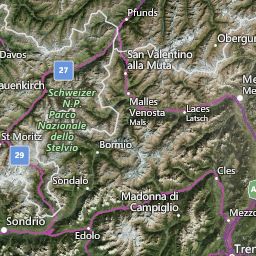 Pfunds
Davos
Obergur
San Valentino
alla Muta
Schweizer
N.P.
27
auenkirch
Parco
Nazionale
dello
Stelvio
Malles
Venosta
Mals
Laces
Latsch
Me
Me
St Moritz
29
Bormio
Sondalo
Cles
A
Madonna di
Campiglio
Mezzo
Sondrio
Edolo
Tren